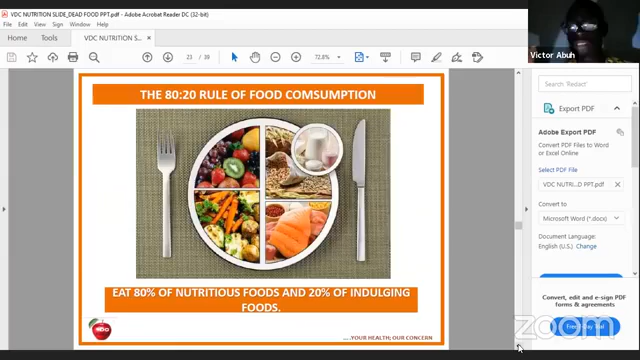 VDC NUTRITION SLIDE_DEAD FOOD PPT.pdf - Adobe Acrobat Reader DC (32-bit)
File Edit View Sign Window Help
Home Tools VDC NUTRITION S... ×
23 / 39 72.8%
Victor Abuh
THE 80:20 RULE OF FOOD COMSUMPTION
EAT 80% OF NUTRITIOUS FOODS AND 20% OF INDULGING
FOODS.
....YOUR HEALTH; OUR CONCERN
Search 'Redact'
Export PDF
Adobe Export PDF
Convert PDF Files to Word
or Excel Online
Select PDF File
VDC NUTRI...D PPT.pdf ×
Convert to
Microsoft Word (*.docx)
Document Language:
English (U.S.) Change
Convert, edit and e-sign PDF
forms & agreements
Free 7-Day Trial
zoom